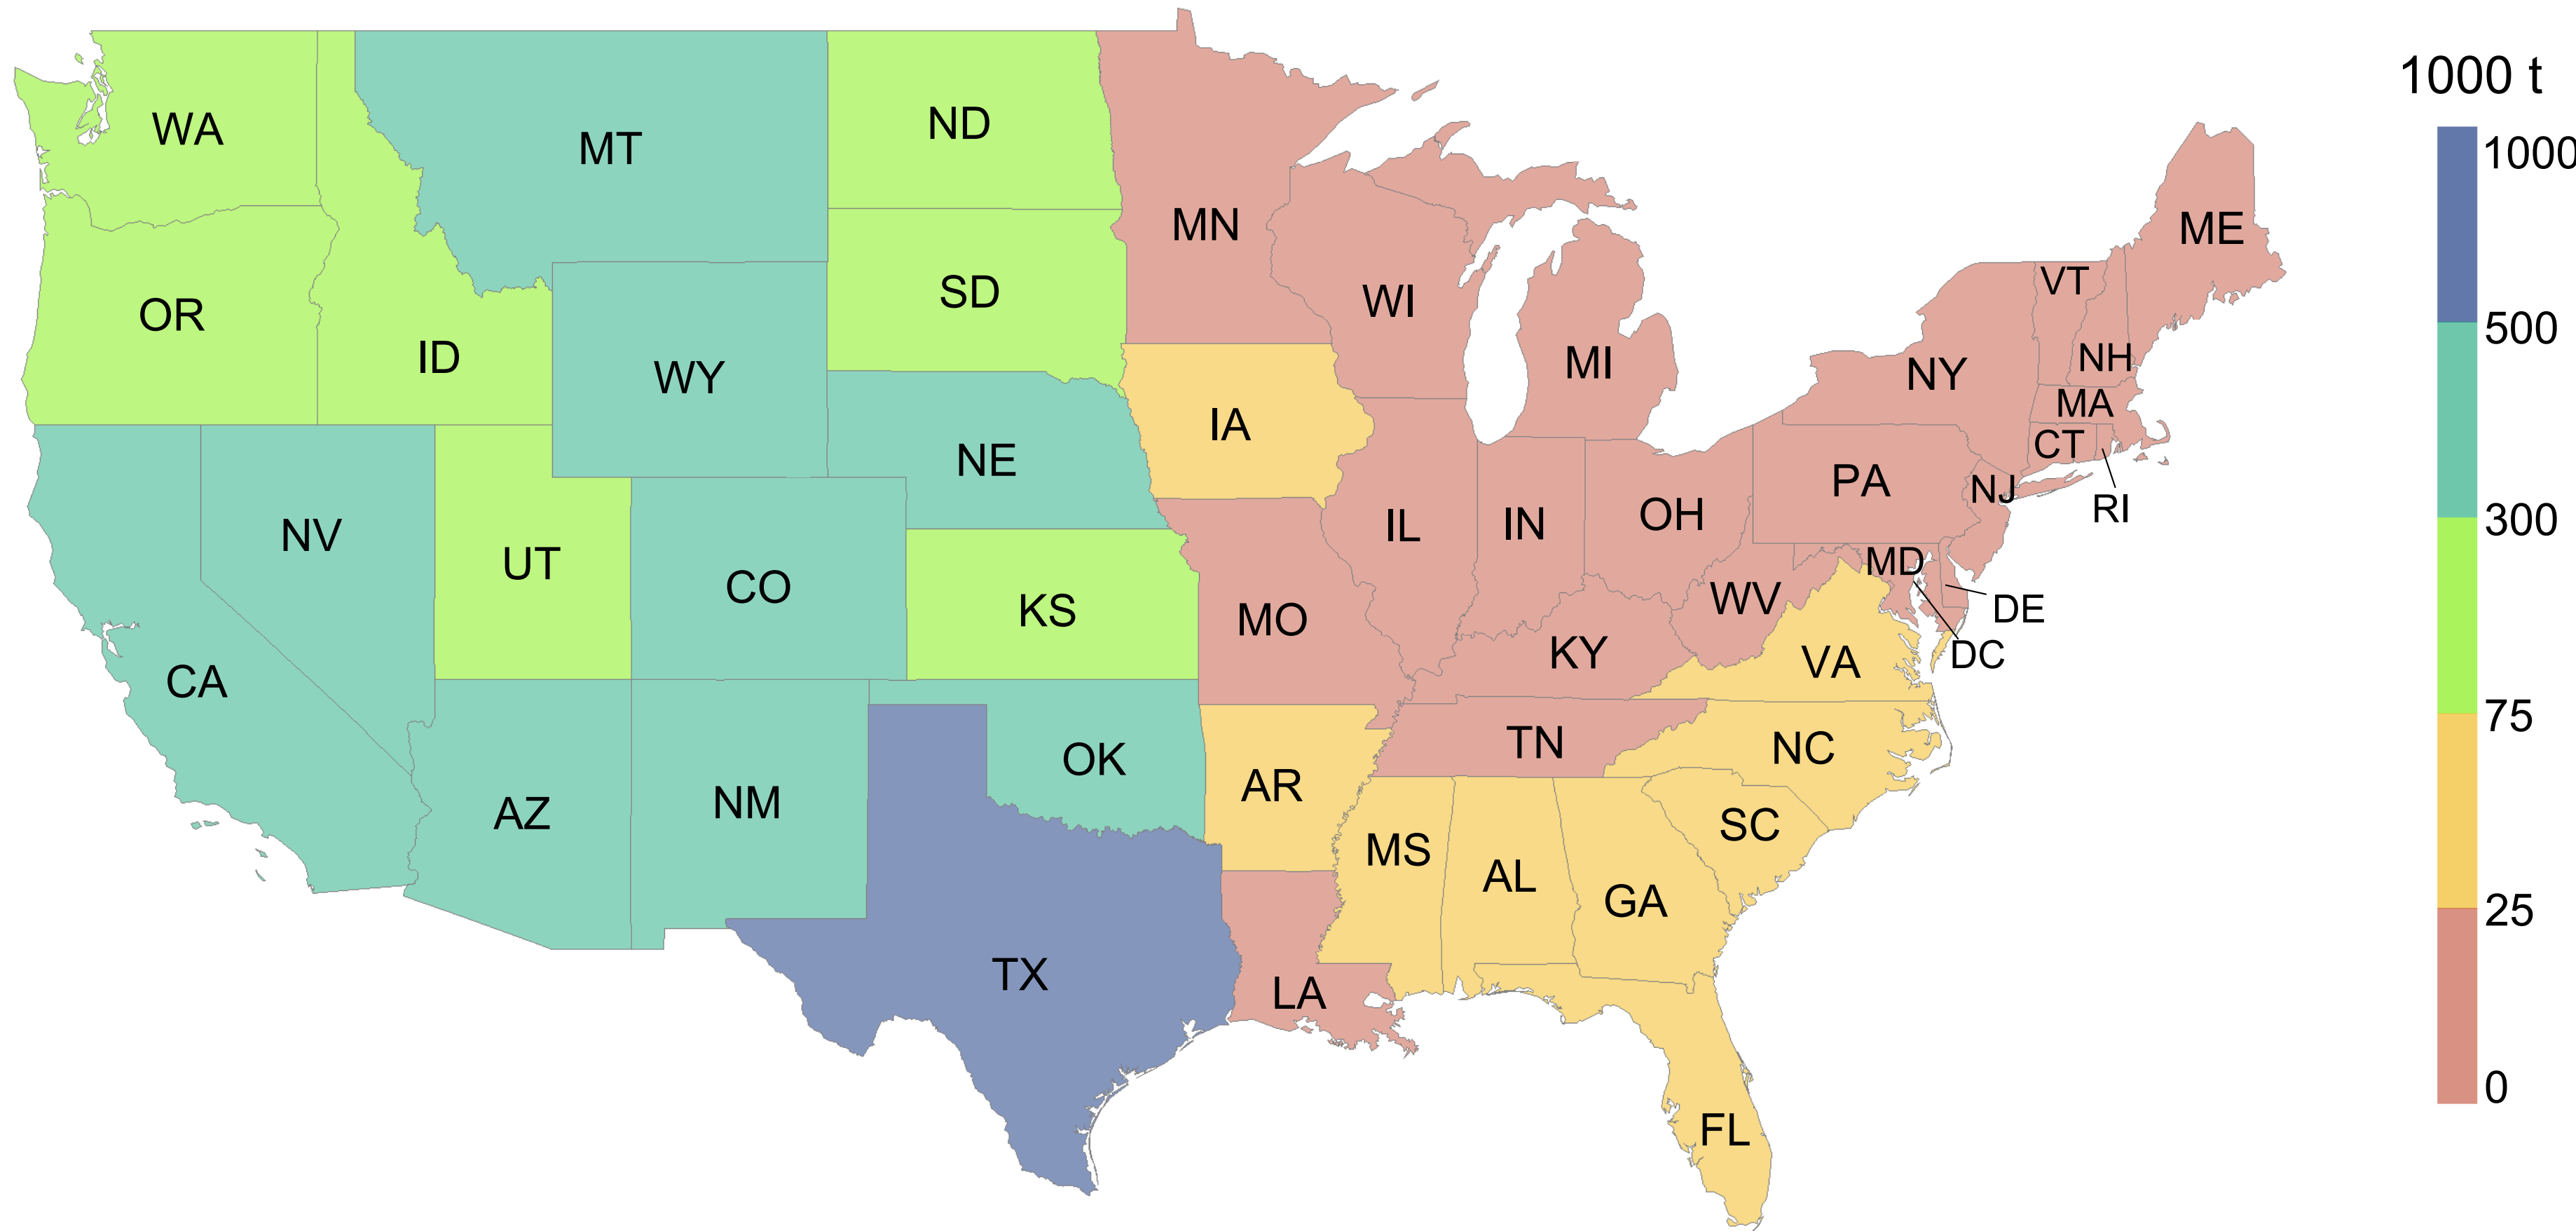 1000 t
1000
500
300
75
25
0
WA
MT
ND
MN
ME
OR
ID
WY
SD
WI
MI
NY
VT
NH
MA
CT
RI
NE
IA
IL
IN
OH
PA
NJ
NV
UT
CO
KS
MO
KY
WV
MD
DE
DC
VA
CA
AZ
NM
OK
AR
TN
NC
SC
MS
AL
GA
TX
LA
FL